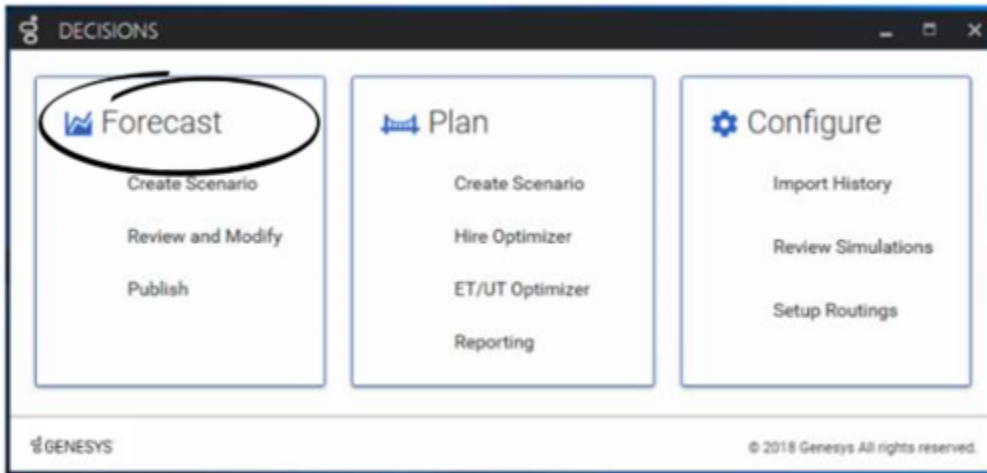 DECISIONS
Forecast
Create Scenario
Review and Modify
Publish
Plan
Create Scenario
Hire Optimizer
ET/UT Optimizer
Reporting
Configure
Import History
Review Simulations
Setup Routings
GENESYS
© 2018 Genesys All rights reserved.